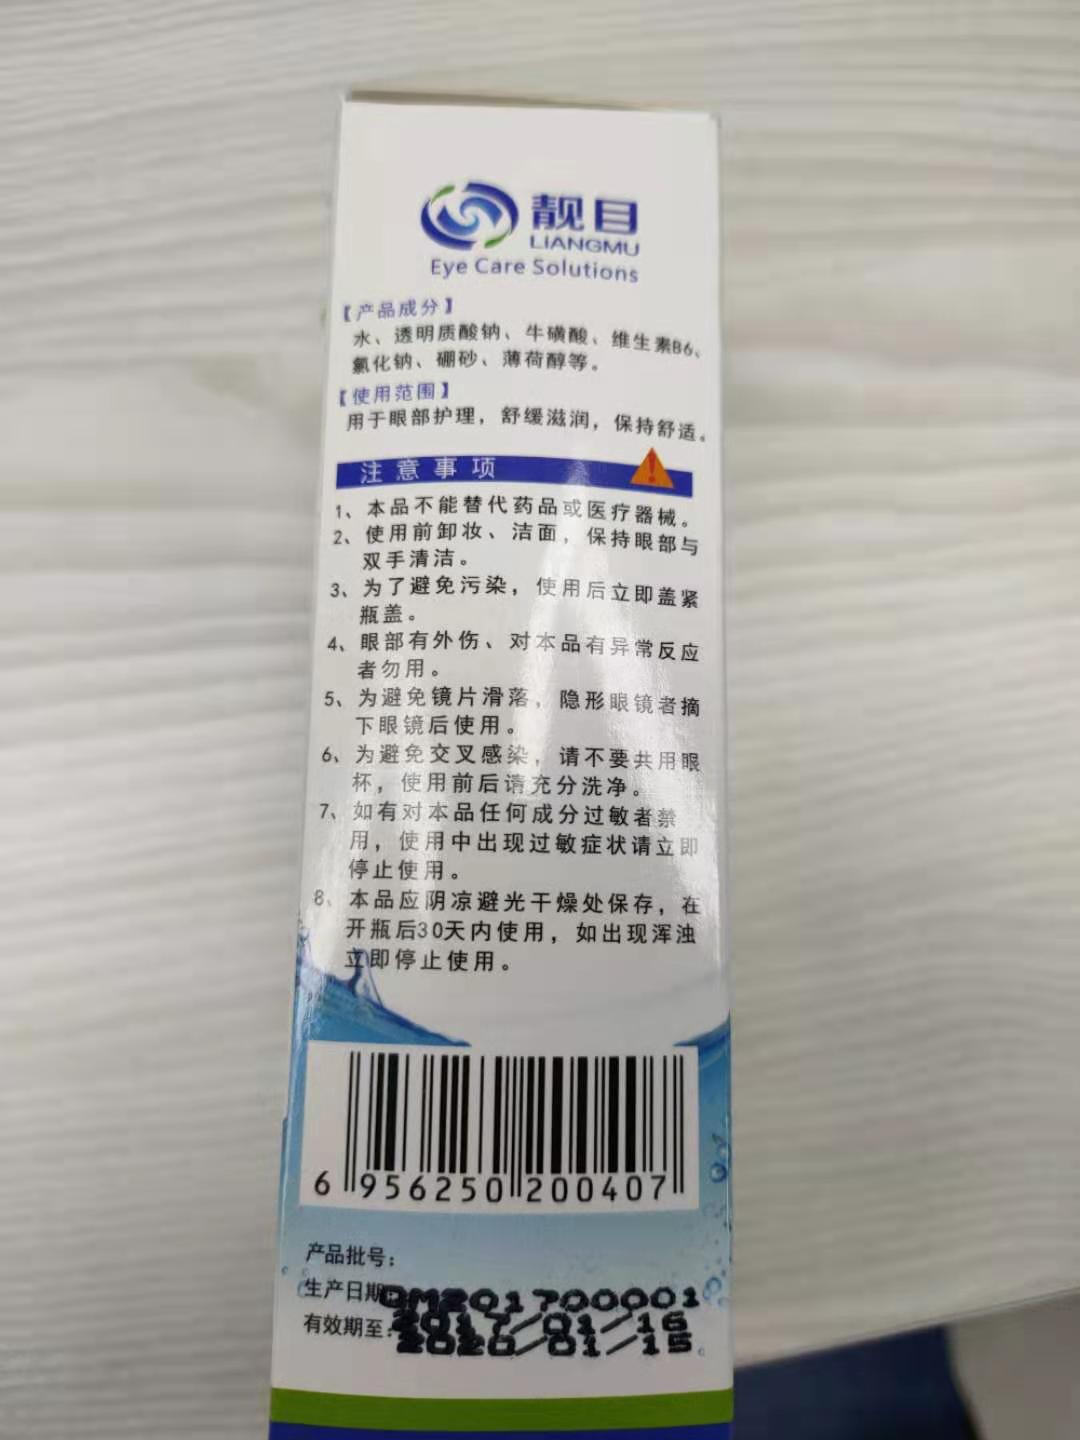 靓目
LIANGMU
Eye Care Solutions
【产品成分】
水、透明质酸钠、牛磺酸、维生素B6、
氯化钠、硼砂、薄荷醇等。
【使用范围】
用于眼部护理，舒缓滋润，保持舒适。
注意事项
1、本品不能替代药品或医疗器械。
2、使用前卸妆、洁面，保持眼部与
双手清洁。
3、为了避免污染，使用后立即盖紧
瓶盖。
4、眼部有外伤、对本品有异常反应
者勿用。
5、为避免镜片滑落，隐形眼镜者摘
下眼镜后使用。
6、为避免交叉感染，请不要共用眼
杯，使用前后请充分洗净。
7、如有对本品任何成分过敏者禁
用，使用中出现过敏症状请立即
停止使用。
8、本品应阴凉避光干燥处保存，在
开瓶后30天内使用，如出现浑浊
立即停止使用。
6 956250 200407
产品批号：
生产日期：QMZ01700001
2017/01/16
有效期至：2020/01/15